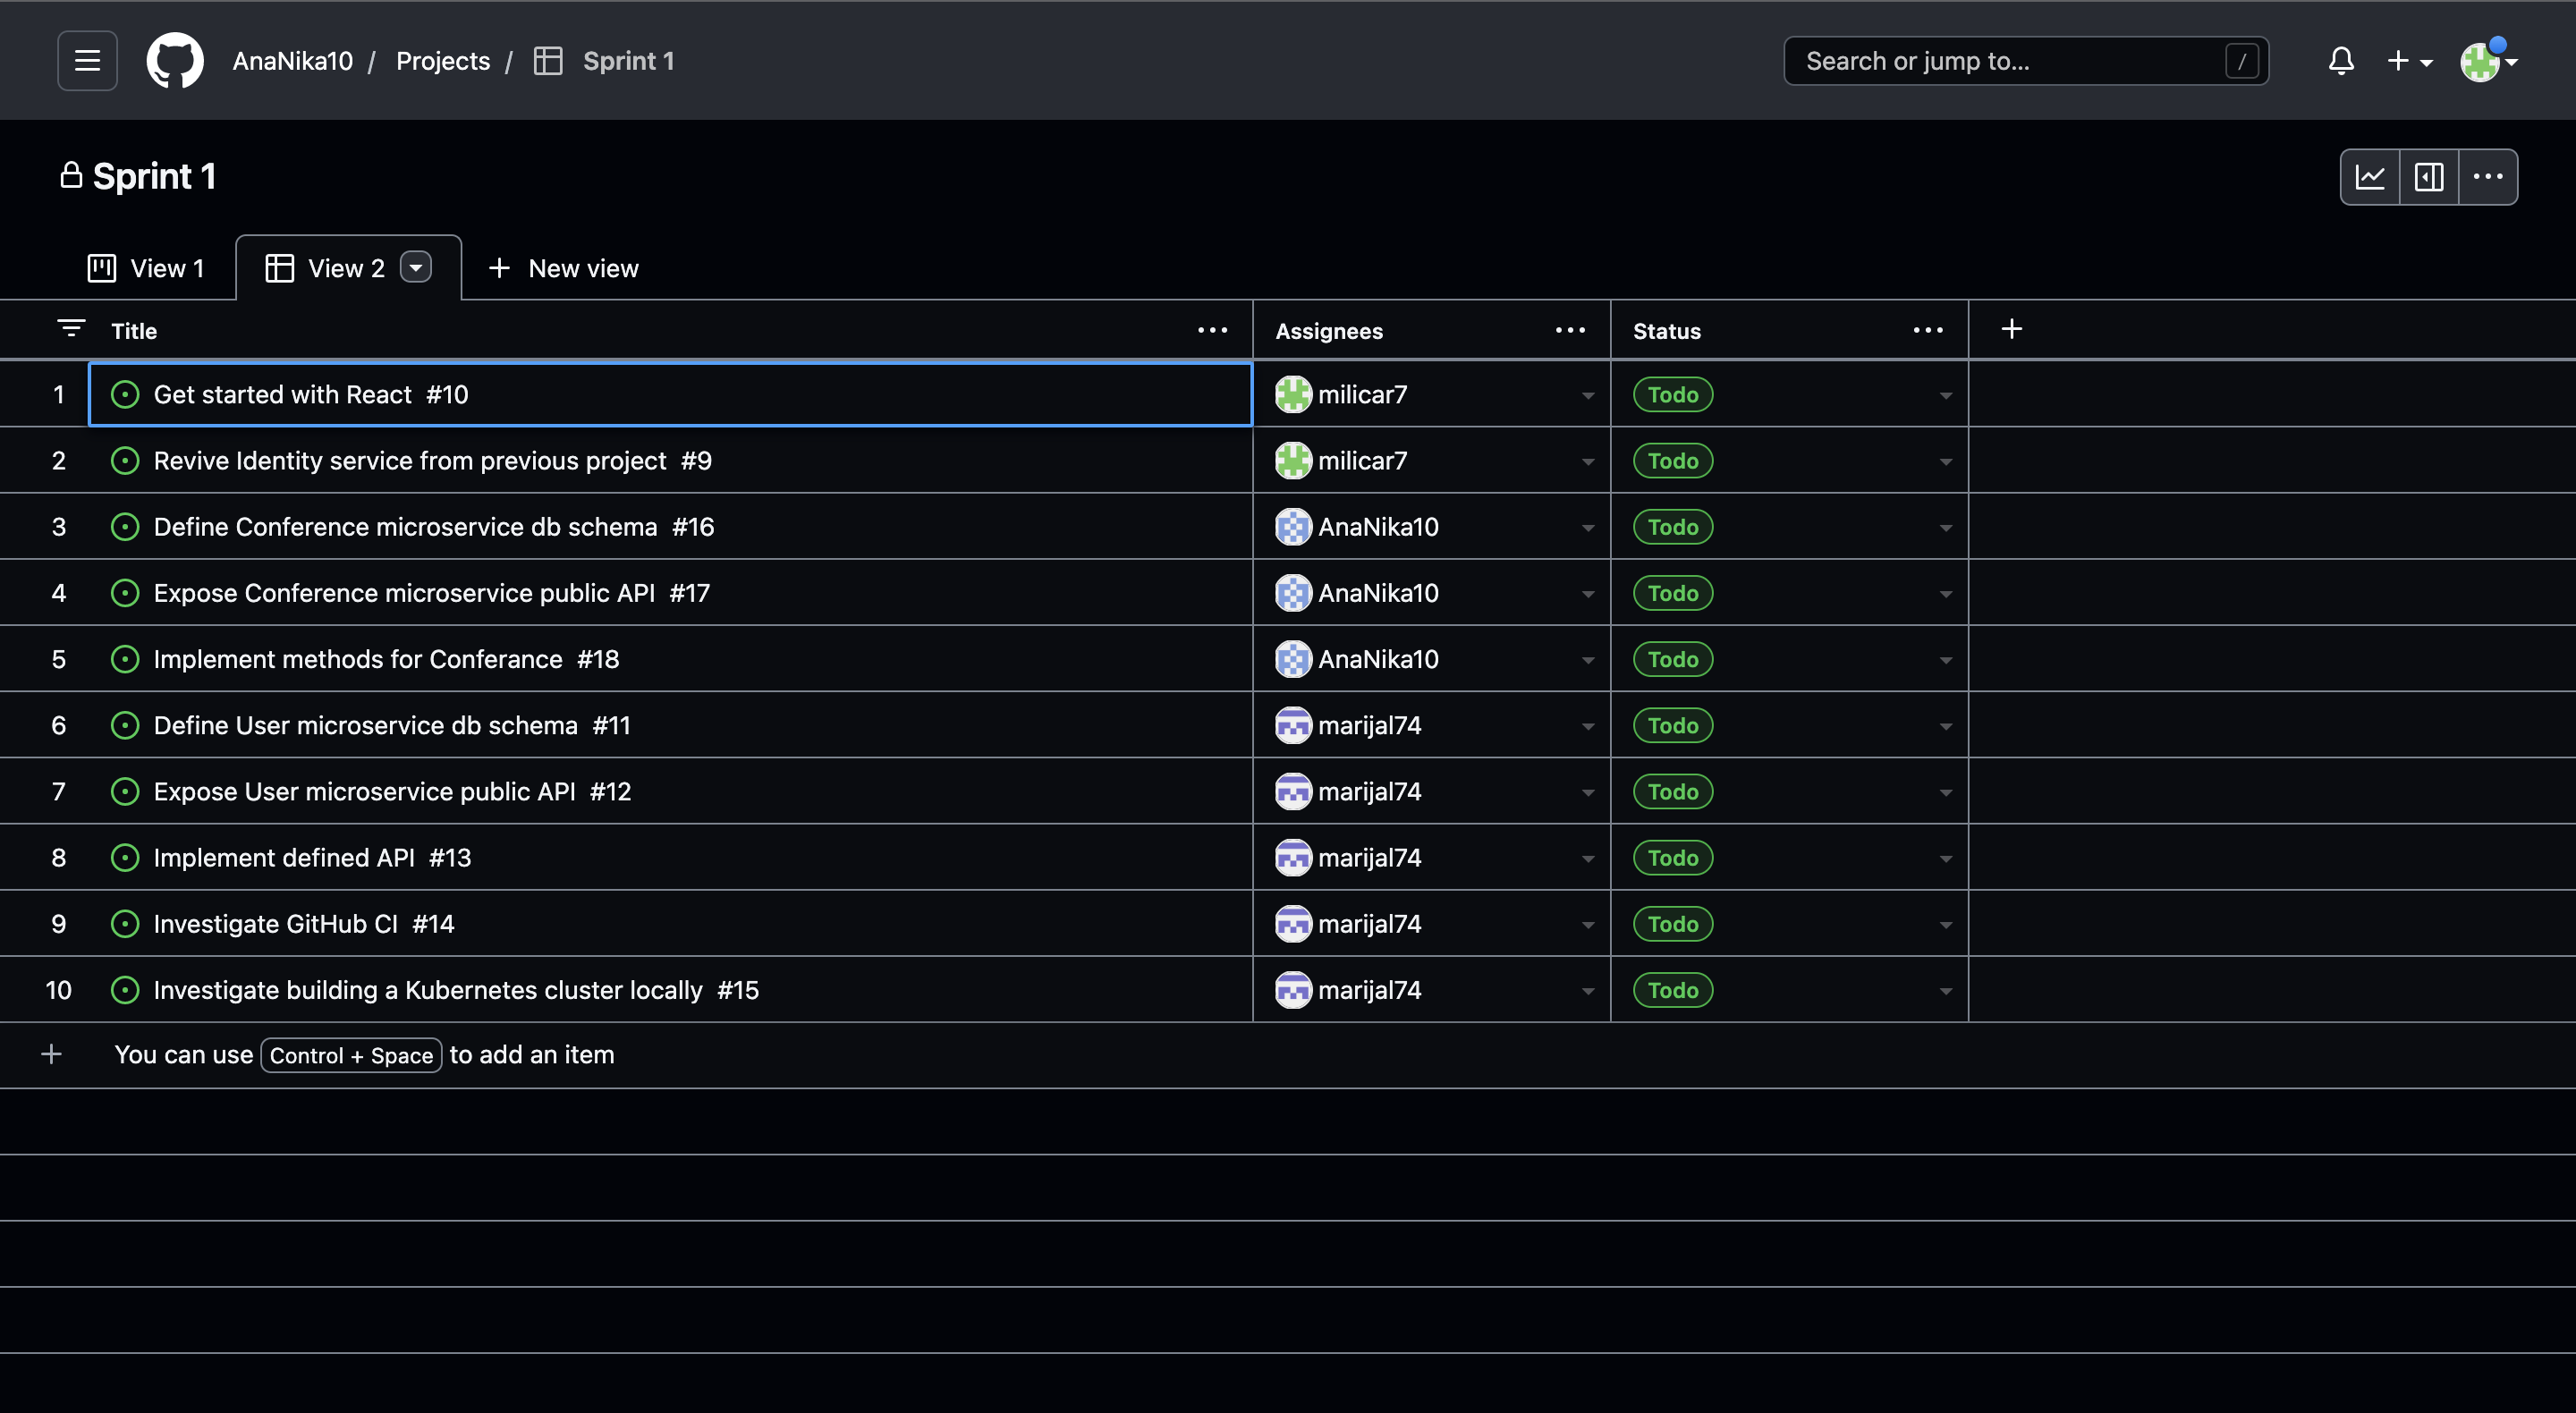 AnaNika10 / Projects / Sprint 1
Search or jump to... /
Sprint 1
View 1 View 2 New view
Title Assignees Status
1 Get started with React #10 milicar7 Todo
2 Revive Identity service from previous project #9 milicar7 Todo
3 Define Conference microservice db schema #16 AnaNika10 Todo
4 Expose Conference microservice public API #17 AnaNika10 Todo
5 Implement methods for Conferance #18 AnaNika10 Todo
6 Define User microservice db schema #11 marijal74 Todo
7 Expose User microservice public API #12 marijal74 Todo
8 Implement defined API #13 marijal74 Todo
9 Investigate GitHub CI #14 marijal74 Todo
10 Investigate building a Kubernetes cluster locally #15 marijal74 Todo
You can use Control + Space to add an item